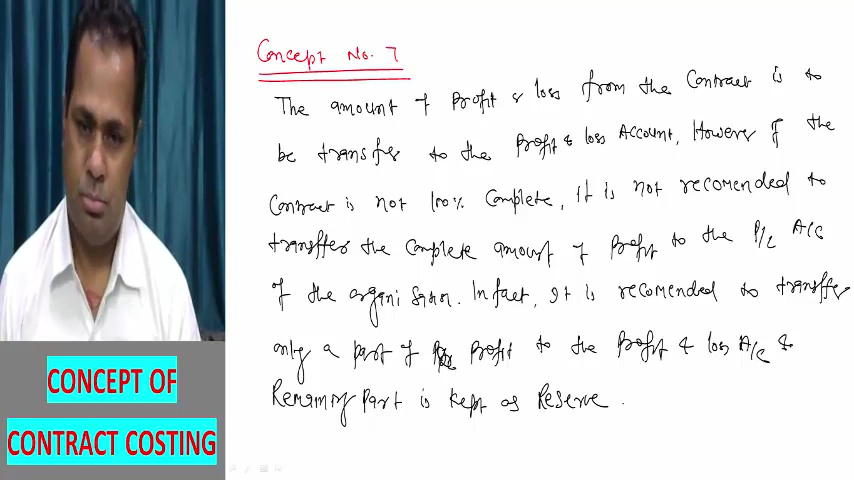 Concept No. 7
The amount of Profit & loss from the Contract is to
be transfer to the Profit & loss Account. However if the
Contract is not 100% Complete, it is not recomended to
transffer the Complete amount of Profit to the P/L A/c
of the organisation. In fact, It is recomended to transffer
only a part of Profit to the Profit & loss A/c &
Remaning Part is kept as Reserve.
CONCEPT OF
CONTRACT COSTING